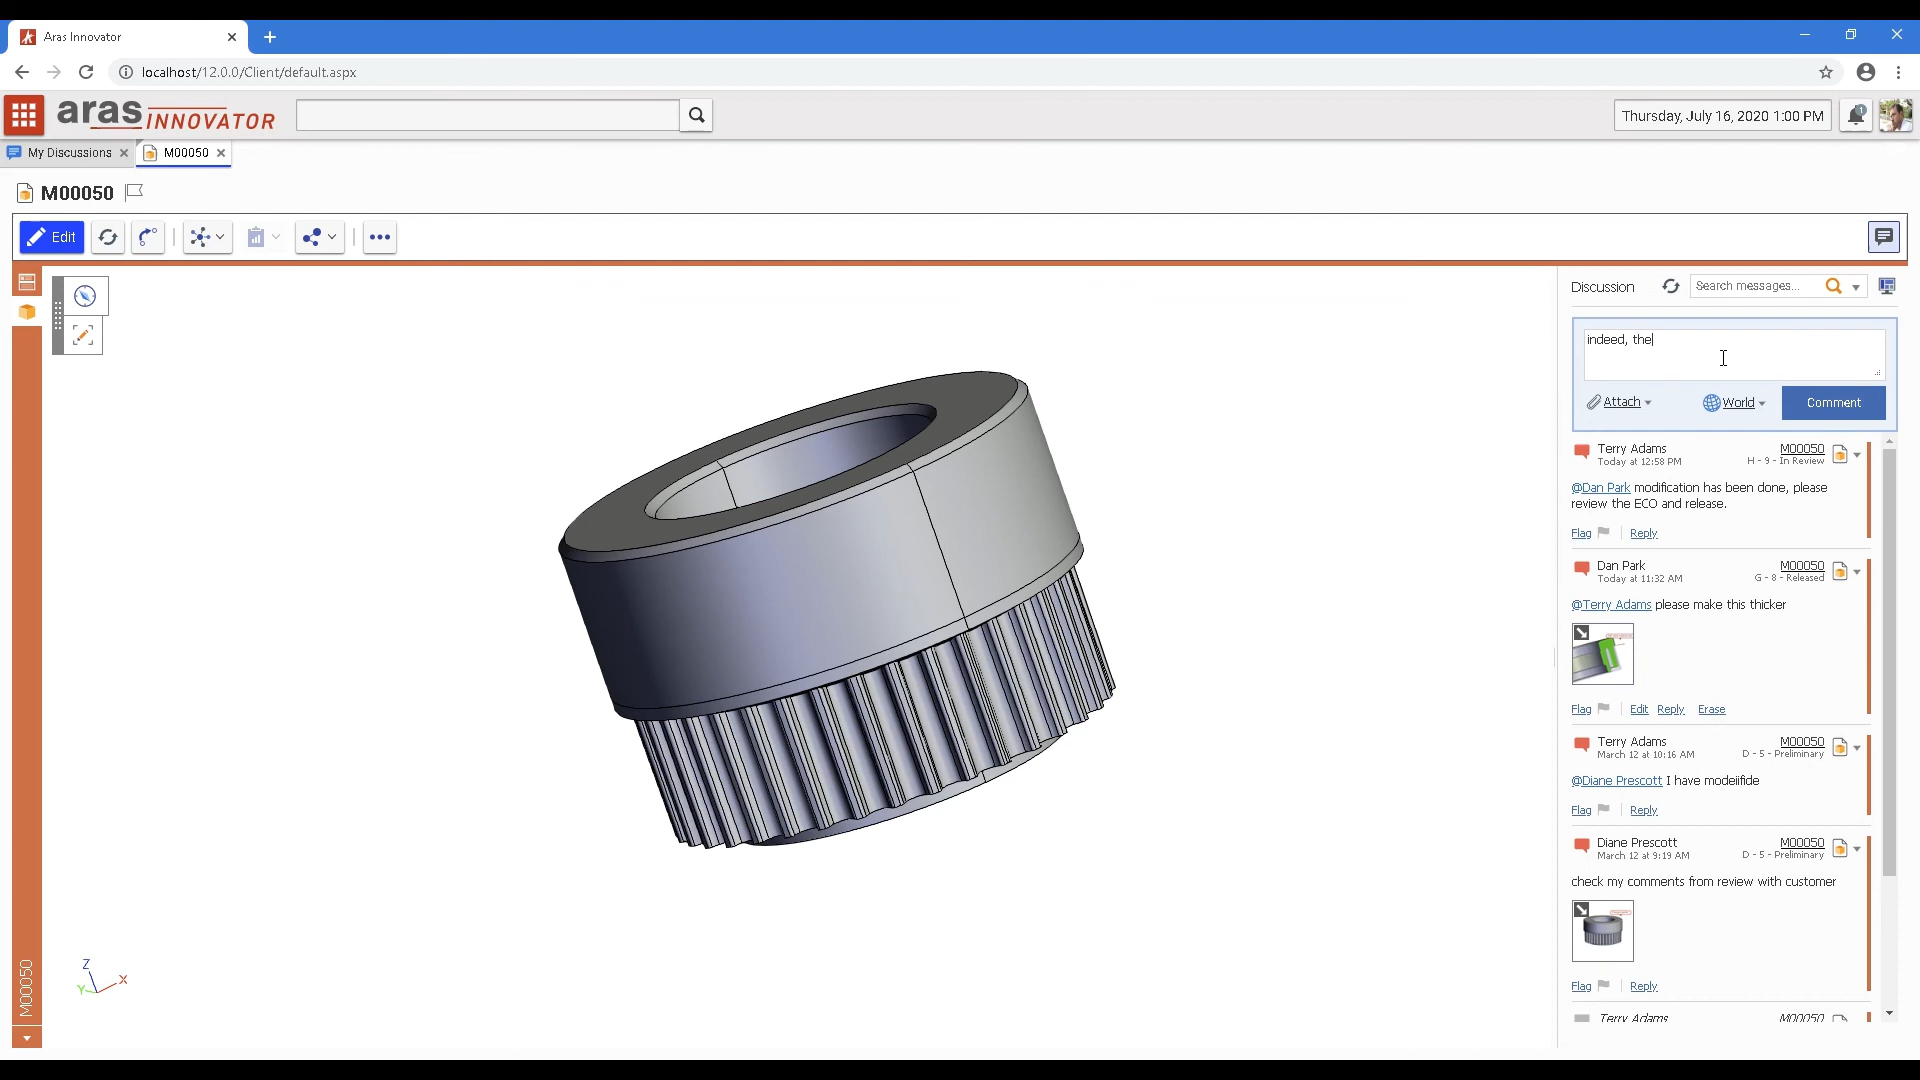 Aras Innovator
localhost/12.0.0/Client/default.aspx
aras INNOVATOR
Thursday, July 16, 2020 1:00 PM
1
My Discussions
M00050
M00050
Edit
Discussion
Search messages...
indeed, the
Attach
World
Comment
Terry Adams M00050
Today at 12:58 PM H - 9 - In Review
@Dan Park modification has been done, please
review the ECO and release.
Flag Reply
Dan Park M00050
Today at 11:32 AM G - 8 - Released
@Terry Adams please make this thicker
Flag Edit Reply Erase
Terry Adams M00050
March 12 at 10:16 AM D - 5 - Preliminary
@Diane Prescott I have modeiifide
Flag Reply
Diane Prescott M00050
March 12 at 9:19 AM D - 5 - Preliminary
check my comments from review with customer
Flag Reply
Terry Adams M00050
M00050
Z
Y
X